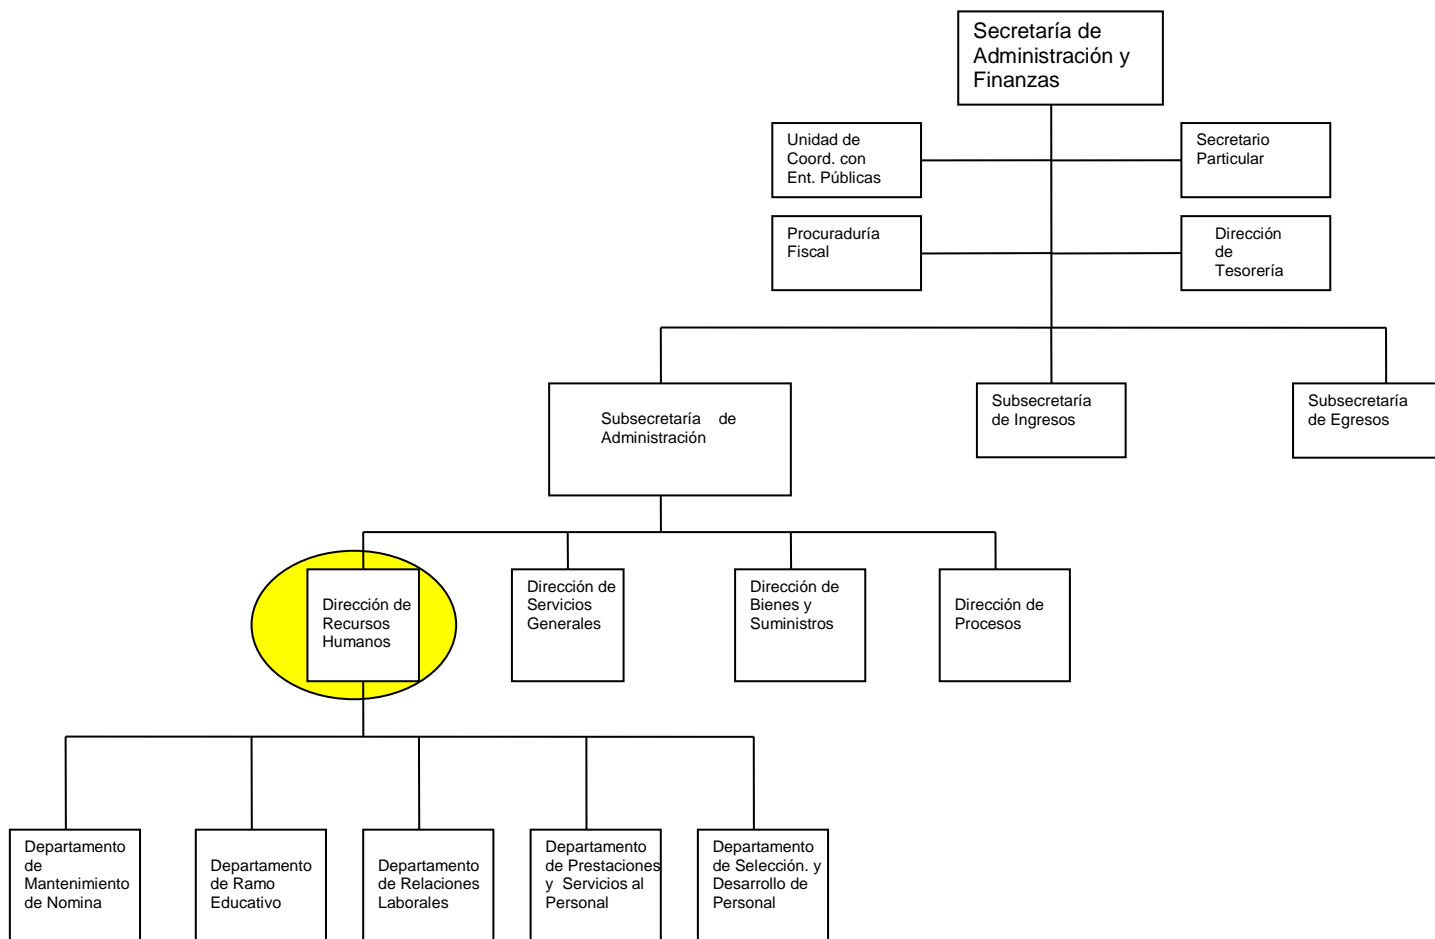 Secretaría de
Administración y
Finanzas
Unidad de
Coord. con
Ent. Públicas
Secretario
Particular
Procuraduría
Fiscal
Dirección
de
Tesorería
Subsecretaría de
Administración
Subsecretaría
de Ingresos
Subsecretaría
de Egresos
Dirección de
Recursos
Humanos
Dirección de
Servicios
Generales
Dirección de
Bienes y
Suministros
Dirección de
Procesos
Departamento
de
Mantenimiento
de Nomina
Departamento
de Ramo
Educativo
Departamento
de Relaciones
Laborales
Departamento
de Prestaciones
y Servicios al
Personal
Departamento
de Selección. y
Desarrollo de
Personal